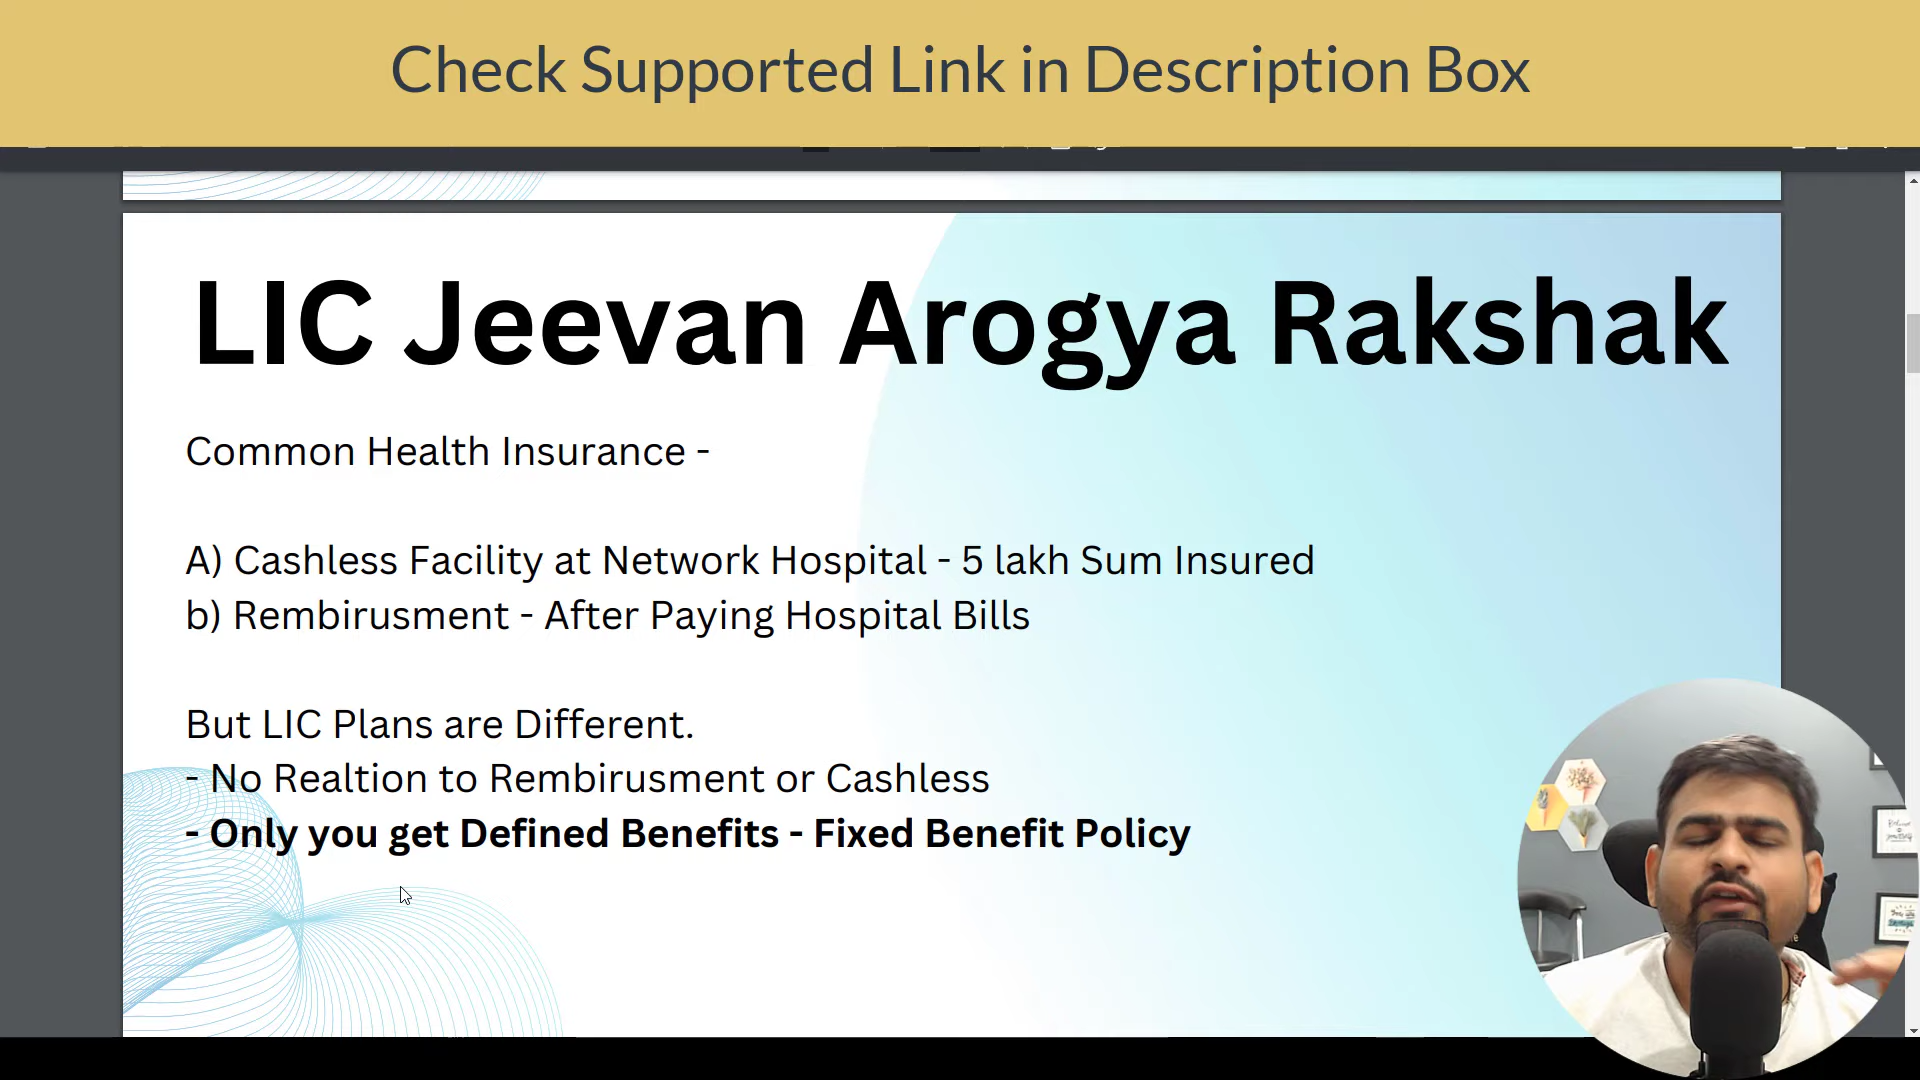 Check Supported Link in Description Box
LIC Jeevan Arogya Rakshak
Common Health Insurance -
A) Cashless Facility at Network Hospital - 5 lakh Sum Insured
b) Rembirusment - After Paying Hospital Bills
But LIC Plans are Different.
- No Realtion to Rembirusment or Cashless
- Only you get Defined Benefits - Fixed Benefit Policy